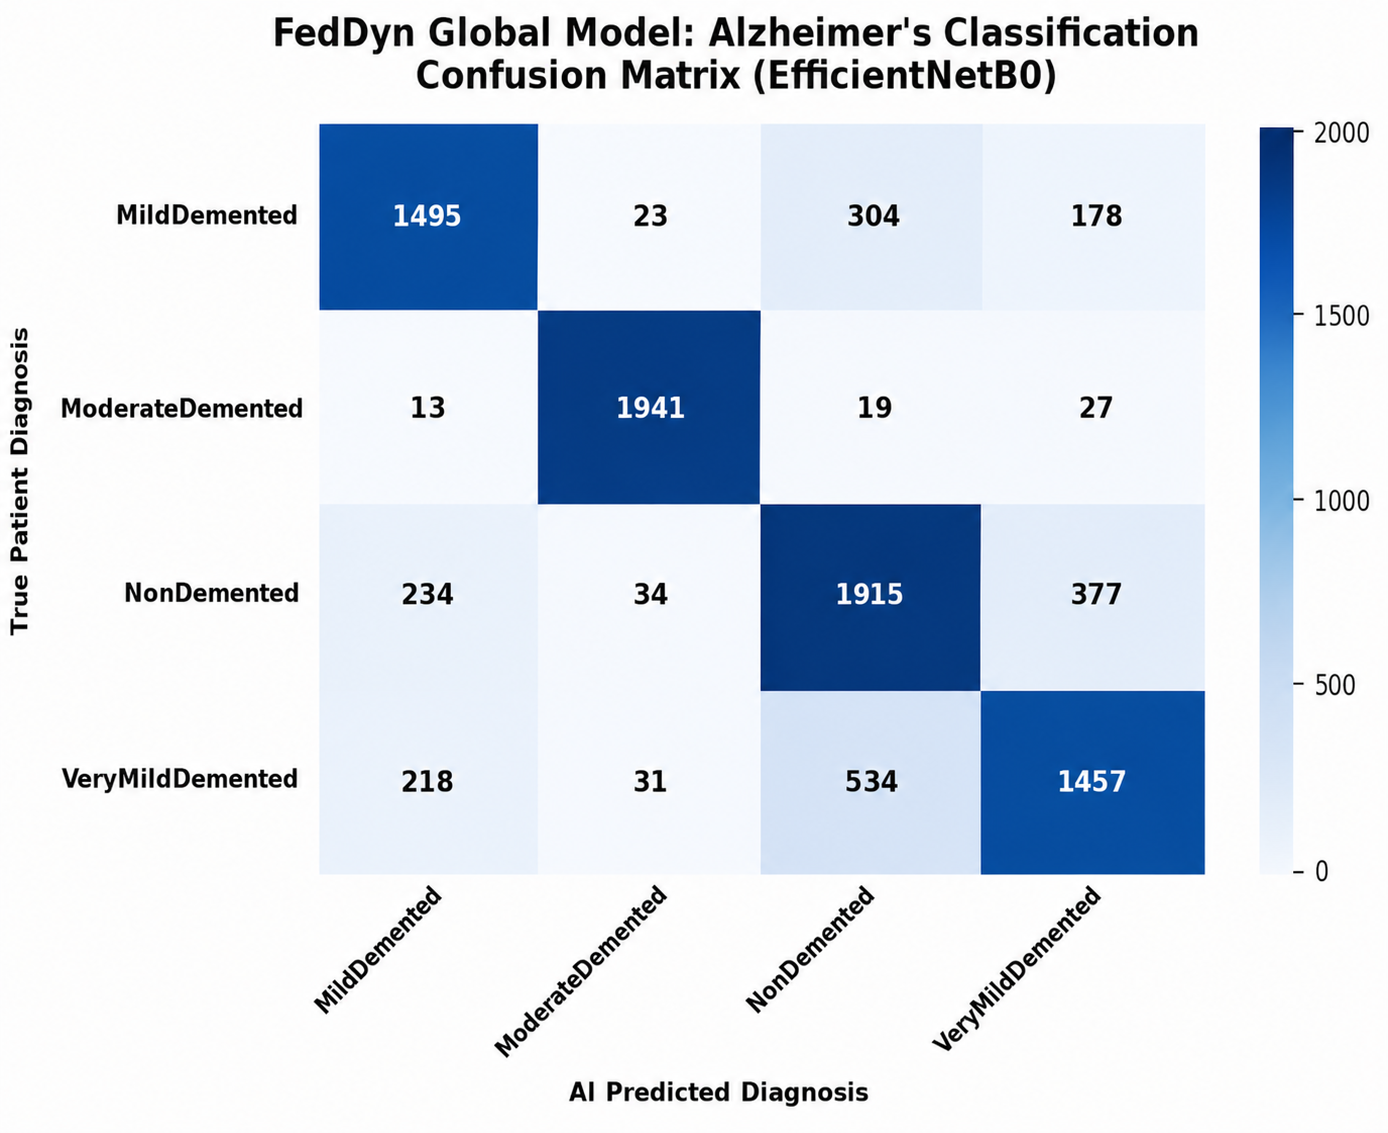 FedDyn Global Model: Alzheimer's Classification
Confusion Matrix (EfficientNetB0)
True Patient Diagnosis
MildDemented 1495 23 304 178
ModerateDemented 13 1941 19 27
NonDemented 234 34 1915 377
VeryMildDemented 218 31 534 1457
MildDemented ModerateDemented NonDemented VeryMildDemented
AI Predicted Diagnosis
2000
1500
1000
500
0